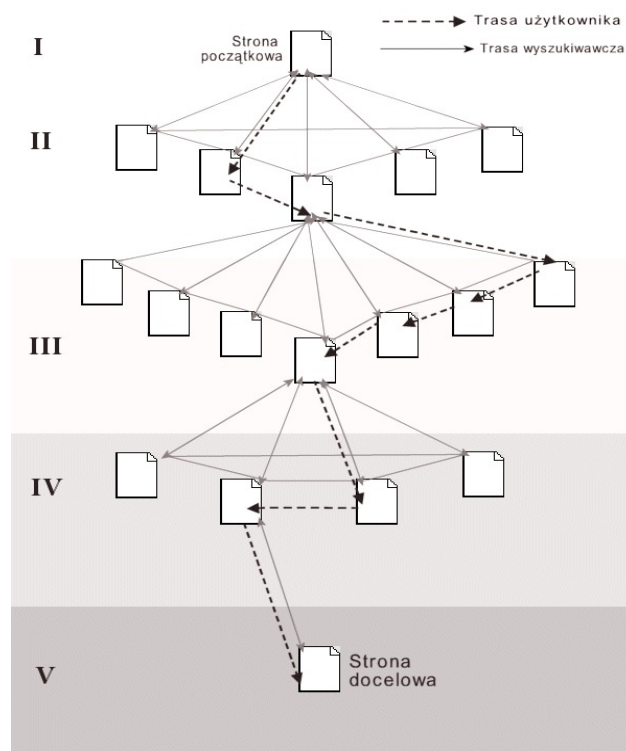 Trasa użytkownika
Trasa wyszukiwawcza
I
Strona
początkowa
II
III
IV
V
Strona
docelowa